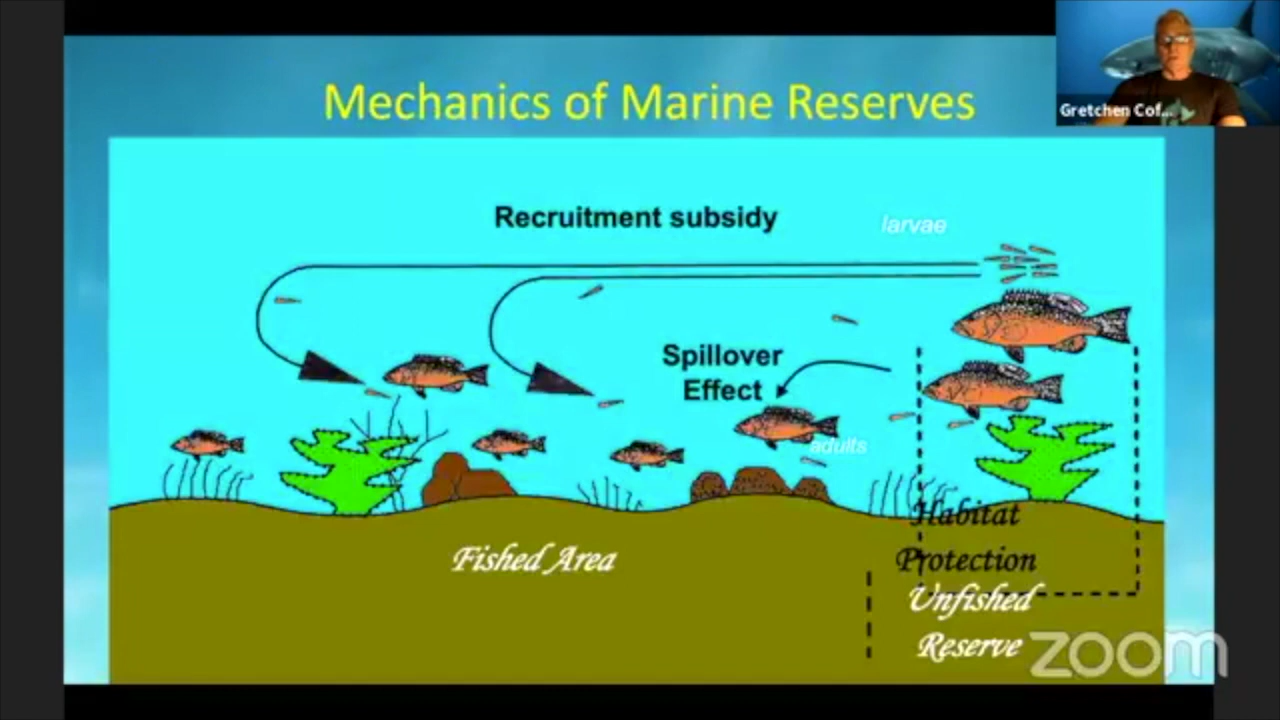 Mechanics of Marine Reserves
Gretchen Cof...
Recruitment subsidy
larvae
Spillover
Effect
adults
Habitat
Protection
Fished Area
Unfished
Reserve
zoom